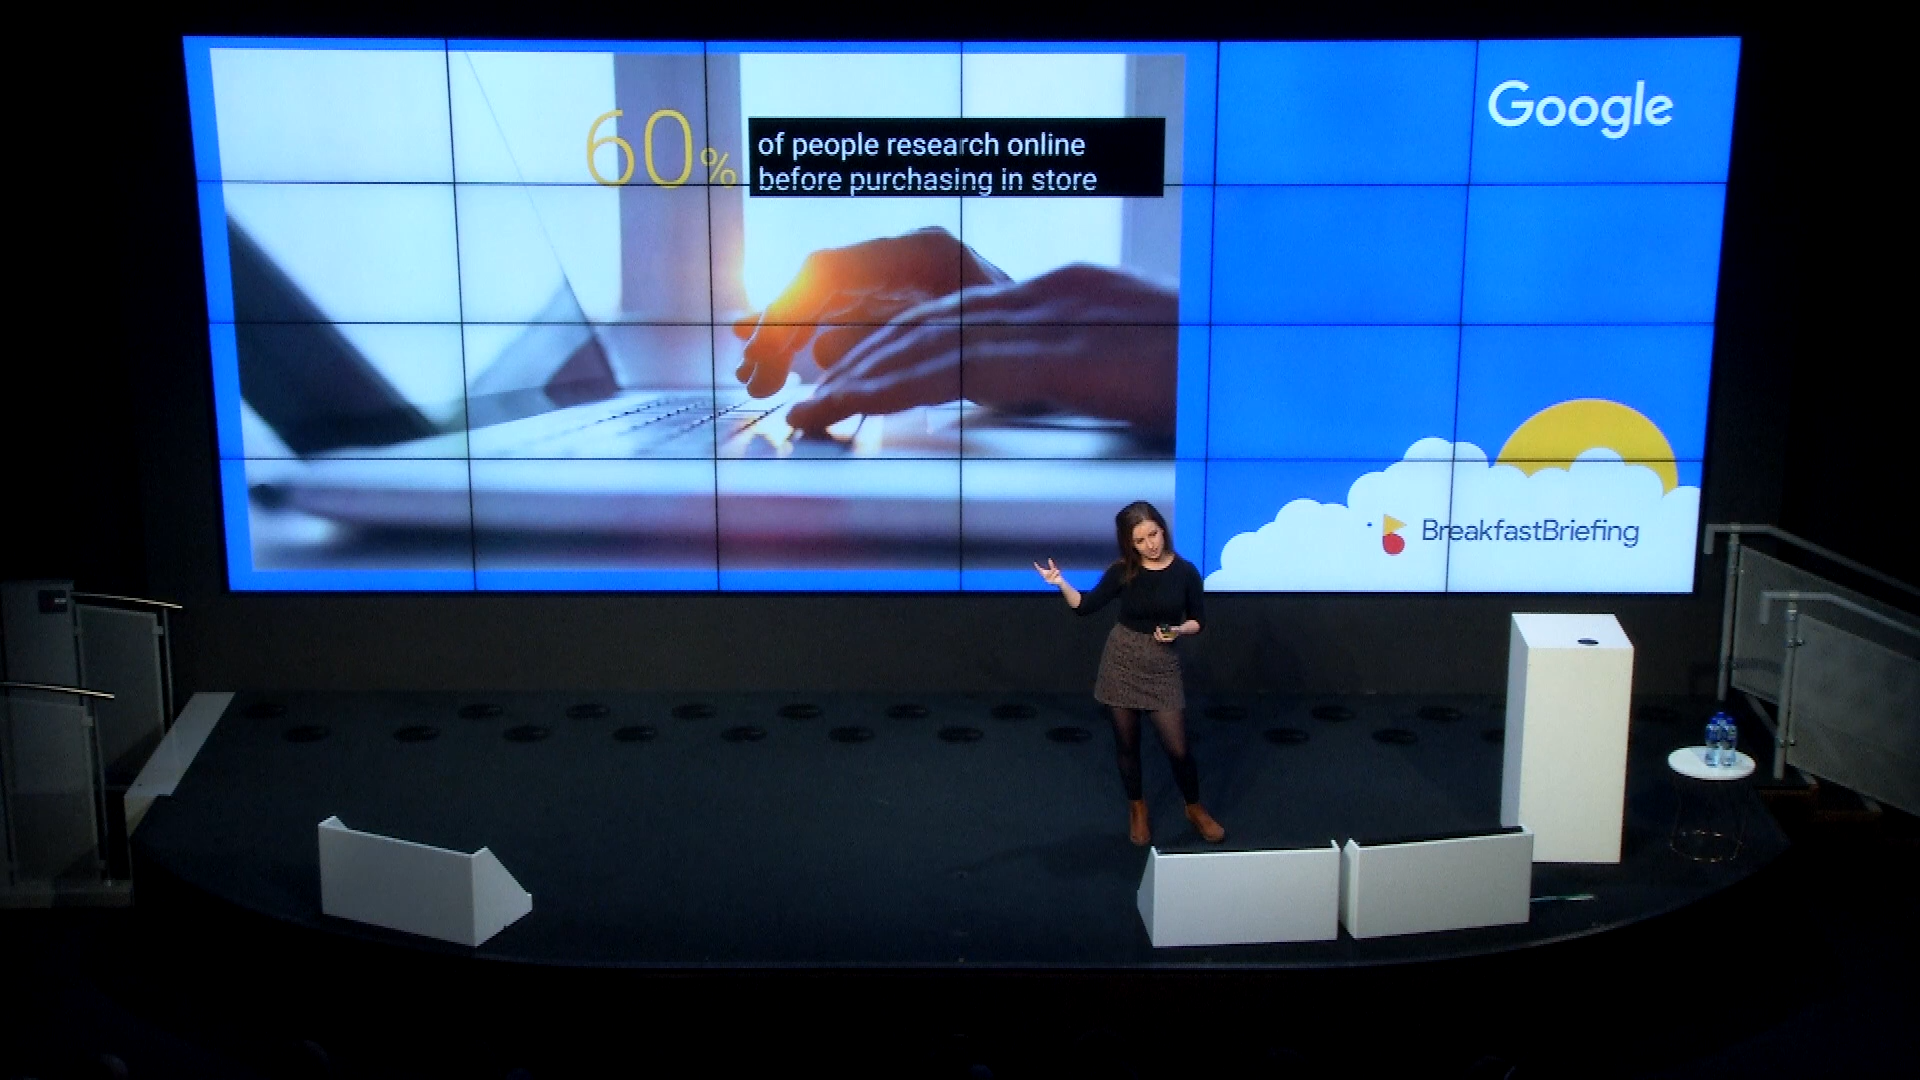 60%
of people research online
before purchasing in store
Google
BreakfastBriefing